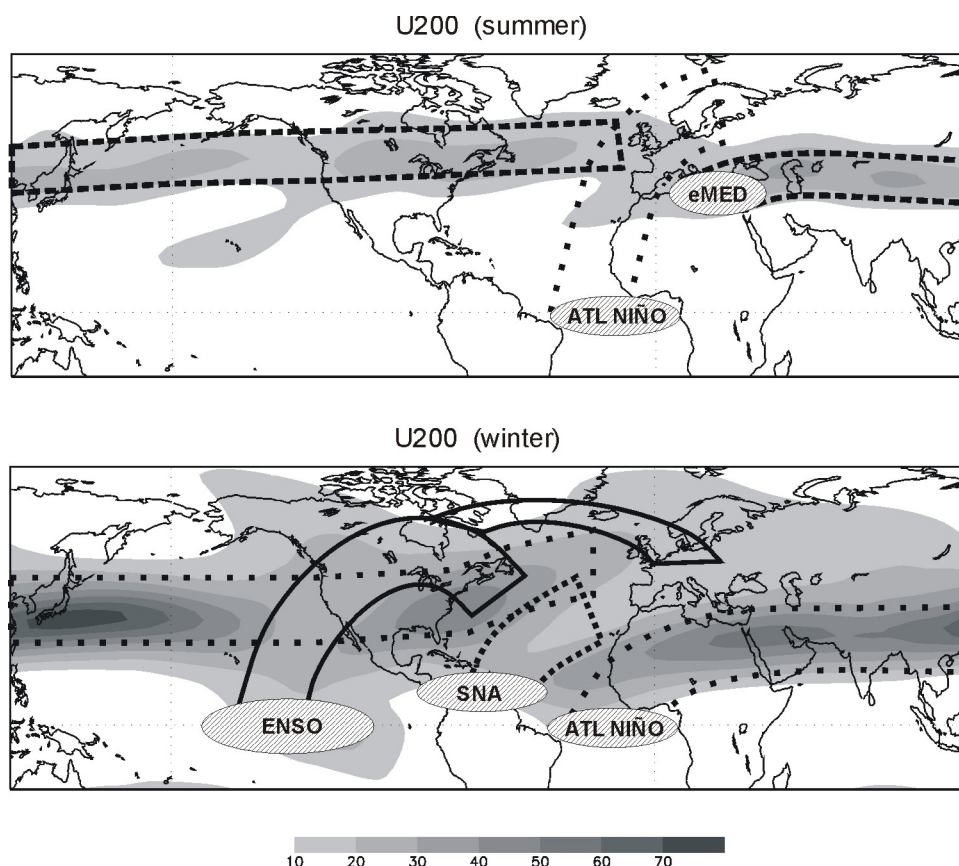 U200 (summer)
eMED
ATL NIÑO
U200 (winter)
SNA
ENSO
ATL NIÑO
10 20 30 40 50 60 70